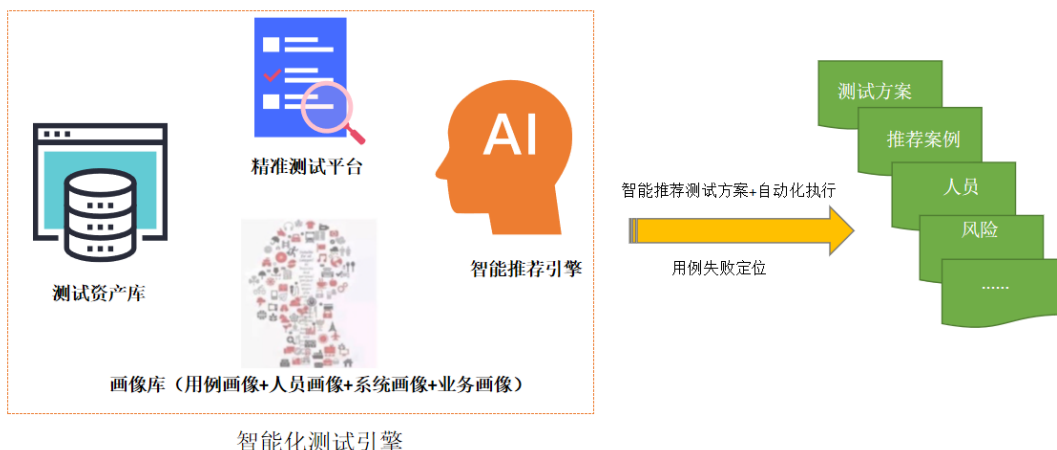 精准测试平台
AI
测试资产库
智能推荐引擎
画像库（用例画像+人员画像+系统画像+业务画像）
智能化测试引擎
智能推荐测试方案+自动化执行
用例失败定位
测试方案
推荐案例
人员
风险
......